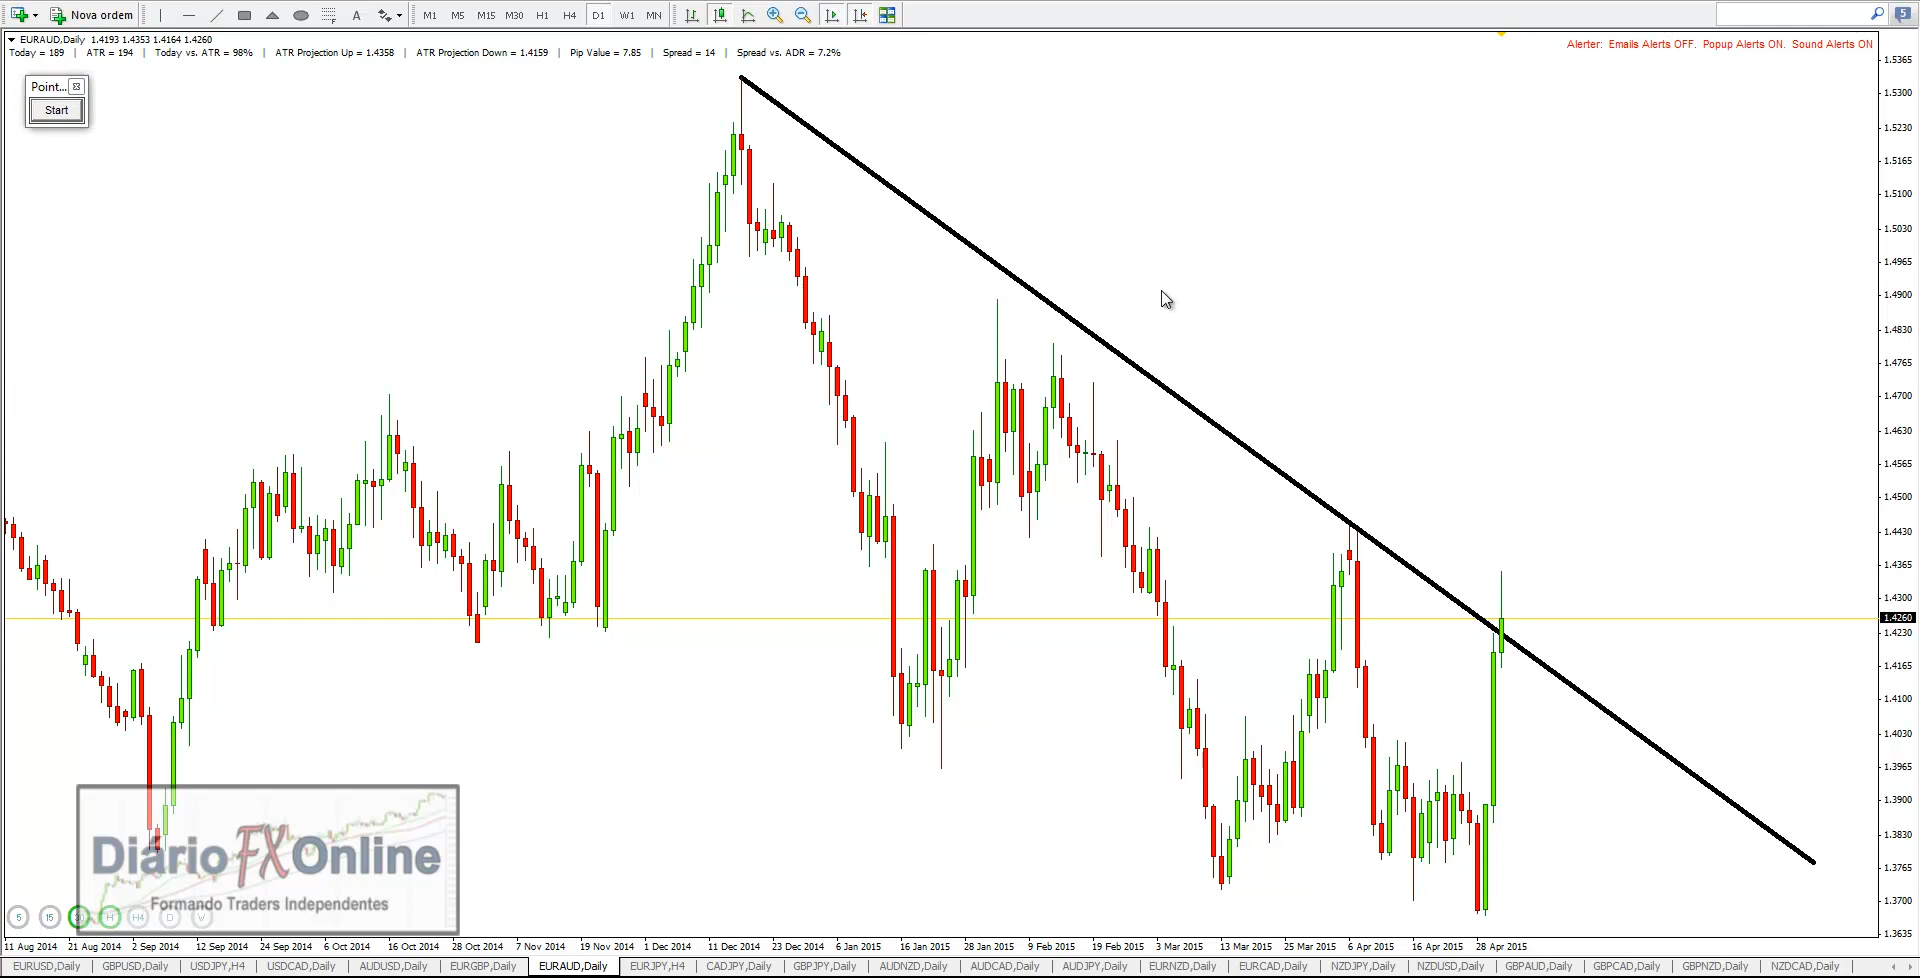 Nova ordem A M1 M5 M15 M30 H1 H4 D1 W1 MN 5
EURAUD,Daily 1.4193 1.4353 1.4164 1.4260
Today = 189 | ATR = 194 | Today vs. ATR = 98% | ATR Projection Up = 1.4358 | ATR Projection Down = 1.4159 | Pip Value = 7.85 | Spread = 14 | Spread vs. ADR = 7.2%
Alerter: Emails Alerts OFF. Popup Alerts ON. Sound Alerts ON
Point...
Start
1.5365
1.5300
1.5230
1.5165
1.5100
1.5030
1.4965
1.4900
1.4830
1.4765
1.4700
1.4630
1.4565
1.4500
1.4430
1.4365
1.4300
1.4260
1.4230
1.4165
1.4100
1.4030
1.3965
1.3900
1.3830
1.3765
1.3700
1.3635
Diário FX Online
Formando Traders Independentes
5 15 30 H H4 D W
11 Aug 2014 21 Aug 2014 2 Sep 2014 12 Sep 2014 24 Sep 2014 6 Oct 2014 16 Oct 2014 28 Oct 2014 7 Nov 2014 19 Nov 2014 1 Dec 2014 11 Dec 2014 23 Dec 2014 6 Jan 2015 16 Jan 2015 28 Jan 2015 9 Feb 2015 19 Feb 2015 3 Mar 2015 13 Mar 2015 25 Mar 2015 6 Apr 2015 16 Apr 2015 28 Apr 2015
EURUSD,Daily GBPUSD,Daily USDJPY,H4 USDCAD,Daily AUDUSD,Daily EURGBP,Daily EURAUD,Daily EURJPY,H4 CADJPY,Daily GBPJPY,Daily AUDNZD,Daily AUDCAD,Daily AUDJPY,Daily EURNZD,Daily EURCAD,Daily NZDJPY,Daily NZDUSD,Daily GBPAUD,Daily GBPCAD,Daily GBPNZD,Daily NZDCAD,Daily